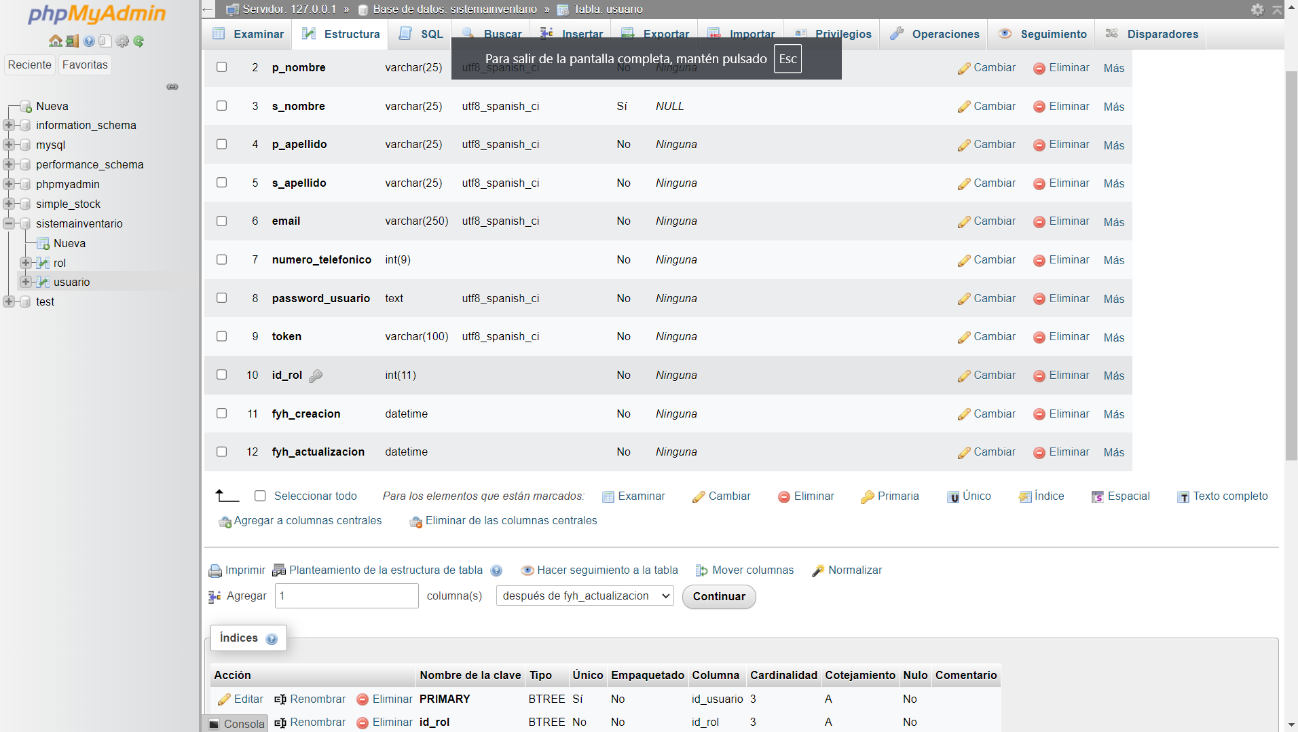 phpMyAdmin
Reciente Favoritas
Nueva
information_schema
mysql
performance_schema
phpmyadmin
simple_stock
sistemainventario
Nueva
rol
usuario
test
Servidor: 127.0.0.1 » Base de datos: sistemainventario » Tabla: usuario
Examinar Estructura SQL Buscar Insertar Exportar Importar Privilegios Operaciones Seguimiento Disparadores
Para salir de la pantalla completa, mantén pulsado Esc
2 p_nombre varchar(25) No Ninguna Cambiar Eliminar Más
3 s_nombre varchar(25) utf8_spanish_ci Sí NULL Cambiar Eliminar Más
4 p_apellido varchar(25) utf8_spanish_ci No Ninguna Cambiar Eliminar Más
5 s_apellido varchar(25) utf8_spanish_ci No Ninguna Cambiar Eliminar Más
6 email varchar(250) utf8_spanish_ci No Ninguna Cambiar Eliminar Más
7 numero_telefonico int(9) No Ninguna Cambiar Eliminar Más
8 password_usuario text utf8_spanish_ci No Ninguna Cambiar Eliminar Más
9 token varchar(100) utf8_spanish_ci No Ninguna Cambiar Eliminar Más
10 id_rol int(11) No Ninguna Cambiar Eliminar Más
11 fyh_creacion datetime No Ninguna Cambiar Eliminar Más
12 fyh_actualizacion datetime No Ninguna Cambiar Eliminar Más
Seleccionar todo Para los elementos que están marcados: Examinar Cambiar Eliminar Primaria Único Índice Espacial Texto completo
Agregar a columnas centrales Eliminar de las columnas centrales
Imprimir Planteamiento de la estructura de tabla Hacer seguimiento a la tabla Mover columnas Normalizar
Agregar 1 columna(s) después de fyh_actualizacion Continuar
Índices
Acción Nombre de la clave Tipo Único Empaquetado Columna Cardinalidad Cotejamiento Nulo Comentario
Editar Renombrar Eliminar PRIMARY BTREE Sí No id_usuario 3 A No
Consola Renombrar Eliminar id_rol BTREE No No id_rol 3 A No